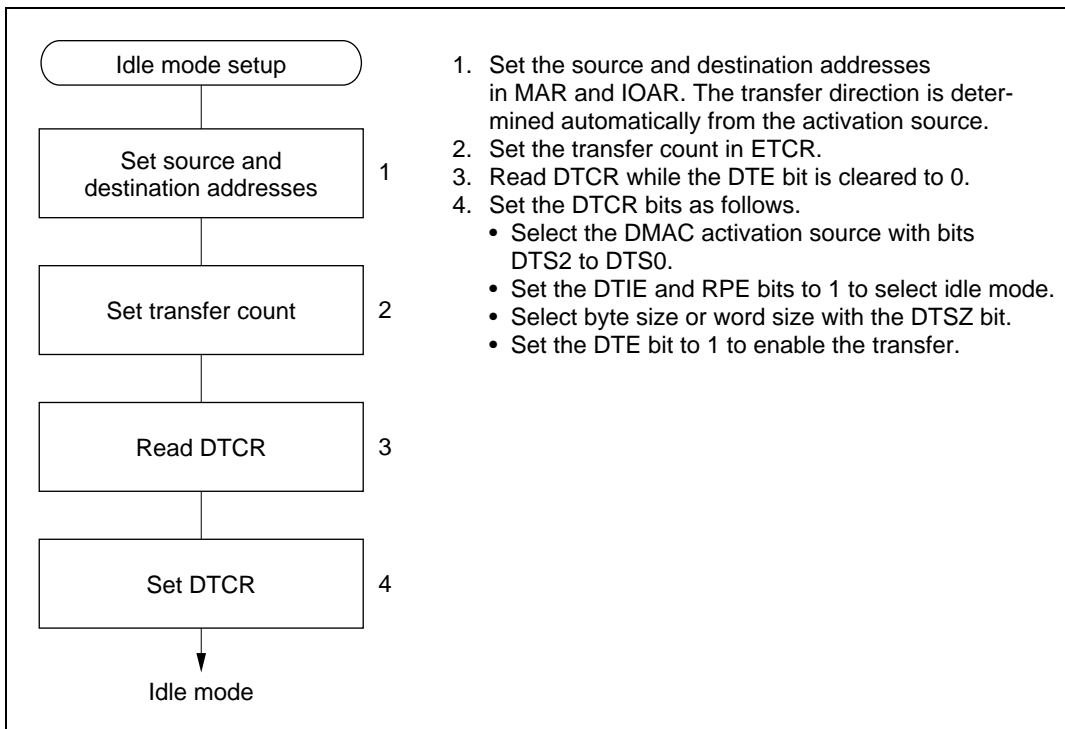 Idle mode setup
Set source and
destination addresses
1
Set transfer count
2
Read DTCR
3
Set DTCR
4
Idle mode
1. Set the source and destination addresses
in MAR and IOAR. The transfer direction is deter-
mined automatically from the activation source.
2. Set the transfer count in ETCR.
3. Read DTCR while the DTE bit is cleared to 0.
4. Set the DTCR bits as follows.
• Select the DMAC activation source with bits
DTS2 to DTS0.
• Set the DTIE and RPE bits to 1 to select idle mode.
• Select byte size or word size with the DTSZ bit.
• Set the DTE bit to 1 to enable the transfer.